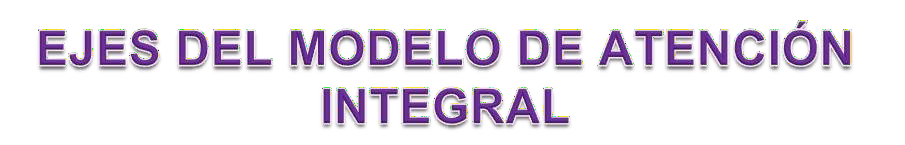 EJES DEL MODELO DE ATENCIÓN
INTEGRAL